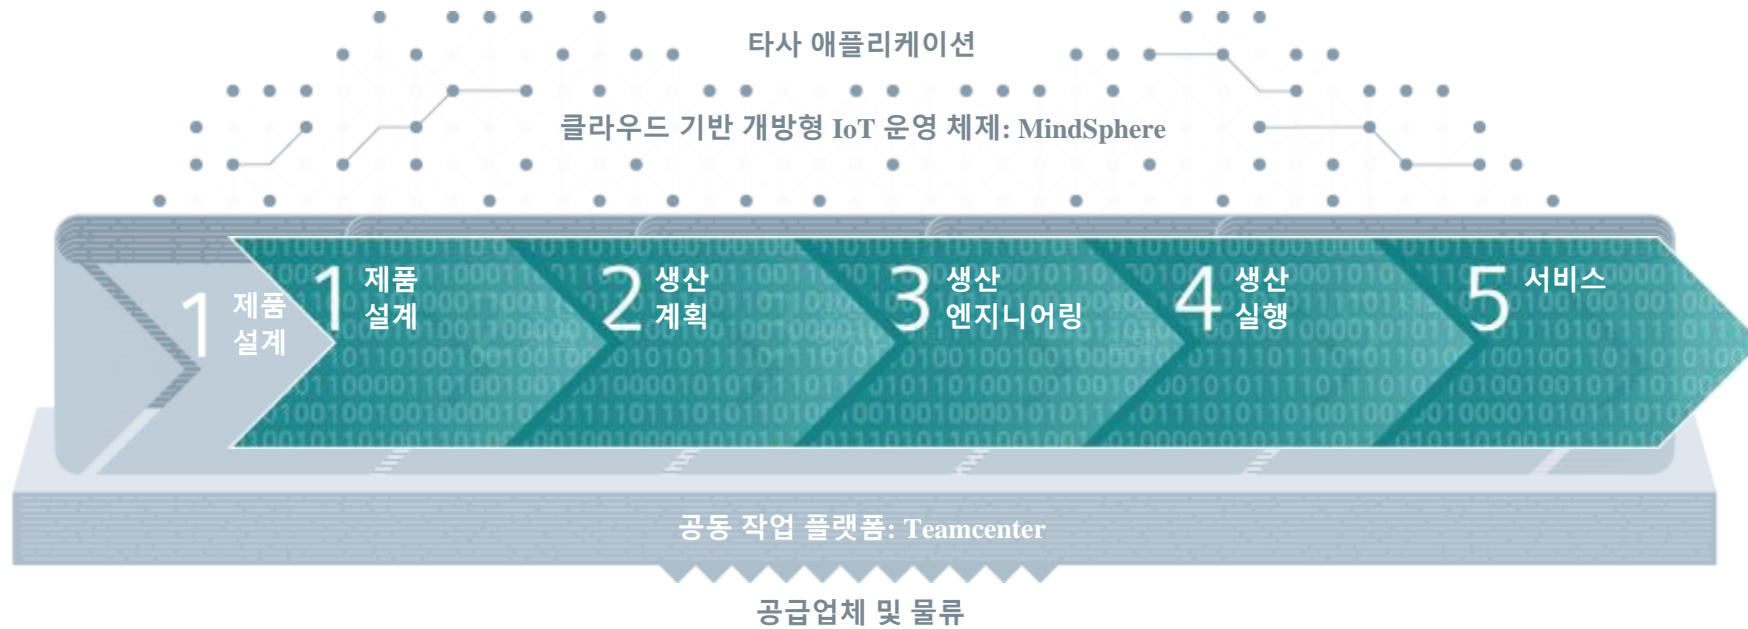 타사 애플리케이션
클라우드 기반 개방형 IoT 운영 체제: MindSphere
1 제품
설계
1 제품
설계
2 생산
계획
3 생산
엔지니어링
4 생산
실행
5 서비스
공동 작업 플랫폼: Teamcenter
공급업체 및 물류